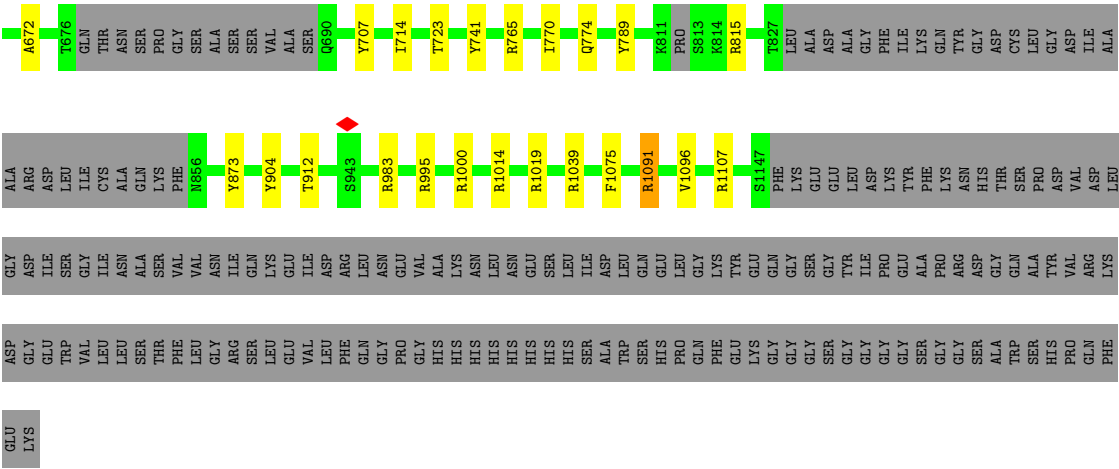 A672 T676 GLN THR ASN SER PRO GLY SER ALA SER SER VAL ALA SER Q690 Y707 I714 T723 Y741 R765 I770 Q774 Y789 K811 PRO S813 K814 R815 T827 LEU ALA ASP ALA GLY PHE ILE LYS GLN TYR GLY ASP CYS LEU GLY ASP ILE ALA
ALA ARG ASP LEU ILE CYS ALA GLN LYS PHE N856 Y873 Y904 T912 S943 R983 R995 R1000 R1014 R1019 R1039 F1075 R1091 V1096 R1107 S1147 PHE LYS GLU GLU LEU ASP LYS TYR PHE LYS ASN HIS THR SER PRO ASP VAL ASP LEU
GLY ASP ILE SER GLY ILE ASN ALA SER VAL VAL ASN ILE GLN LYS GLU ILE ASP ARG LEU ASN GLU VAL ALA LYS ASN LEU ASN GLU SER LEU ILE ASP LEU GLN GLU LEU GLY LYS TYR GLU GLN GLY SER GLY TYR ILE PRO GLU ALA PRO ARG ASP GLY GLN ALA TYR VAL ARG LYS
ASP GLY GLU TRP VAL LEU LEU SER THR PHE LEU GLY ARG SER LEU GLU VAL LEU PHE GLN GLY PRO GLY HIS HIS HIS HIS HIS HIS HIS HIS SER ALA TRP SER HIS PRO GLN PHE GLU LYS GLY GLY GLY SER GLY GLY GLY GLY SER GLY GLY SER ALA TRP SER HIS PRO GLN PHE
GLU LYS